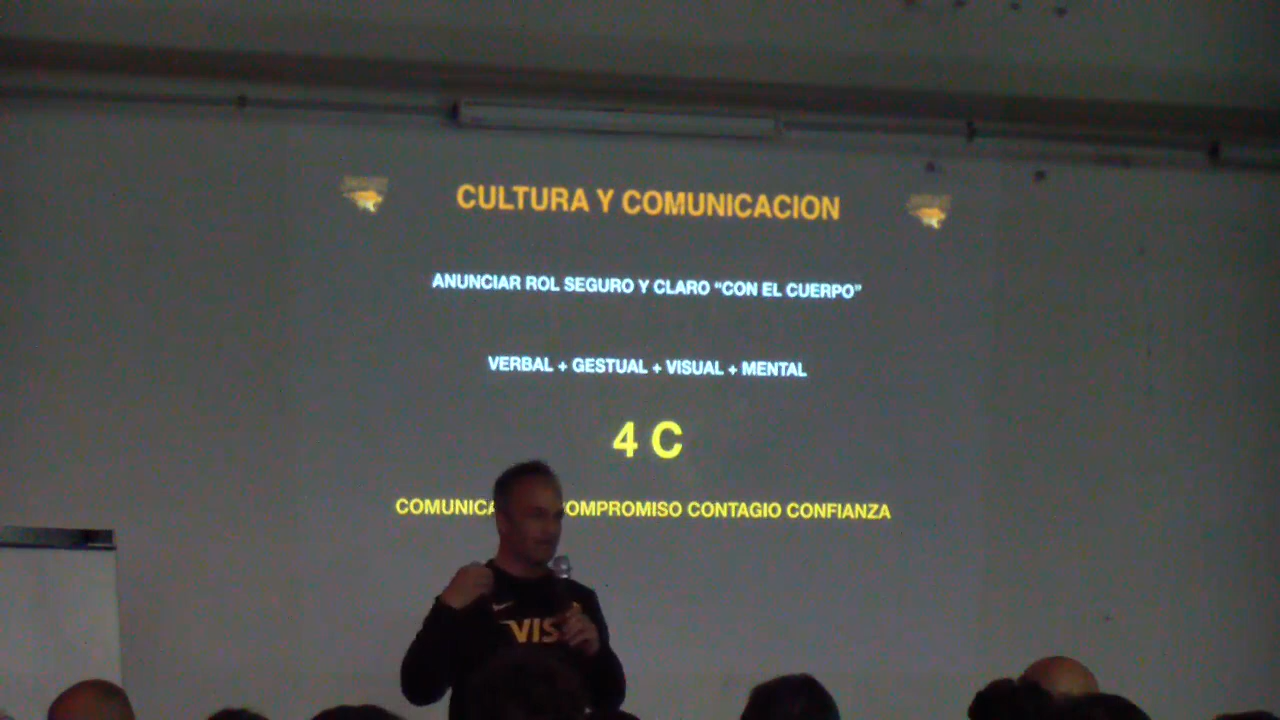 CULTURA Y COMUNICACION
ANUNCIAR ROL SEGURO Y CLARO “CON EL CUERPO”
VERBAL + GESTUAL + VISUAL + MENTAL
4 C
COMUNICA OMPROMISO CONTAGIO CONFIANZA
VIS